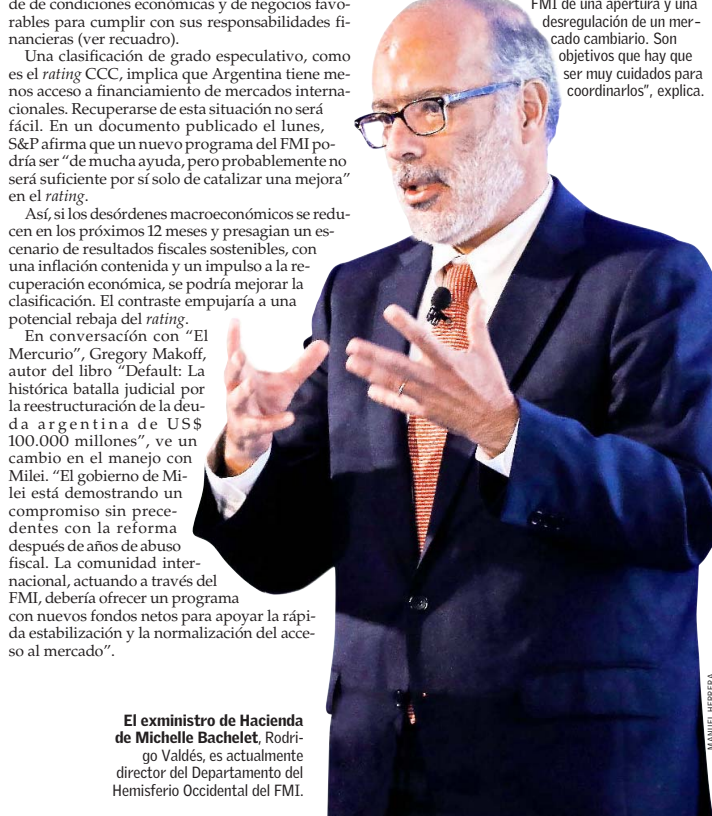 de de condiciones económicas y de negocios favo-
rables para cumplir con sus responsabilidades fi-
nancieras (ver recuadro).
Una clasificación de grado especulativo, como
es el rating CCC, implica que Argentina tiene me-
nos acceso a financiamiento de mercados interna-
cionales. Recuperarse de esta situación no será
fácil. En un documento publicado el lunes,
S&P afirma que un nuevo programa del FMI po-
dría ser “de mucha ayuda, pero probablemente no
será suficiente por sí solo de catalizar una mejora”
en el rating.
Así, si los desórdenes macroeconómicos se redu-
cen en los próximos 12 meses y presagian un es-
cenario de resultados fiscales sostenibles, con
una inflación contenida y un impulso a la re-
cuperación económica, se podría mejorar la
clasificación. El contraste empujaría a una
potencial rebaja del rating.
En conversacíón con “El
Mercurio”, Gregory Makoff,
autor del libro “Default: La
histórica batalla judicial por
la reestructuración de la deu-
da argentina de US$
100.000 millones”, ve un
cambio en el manejo con
Milei. “El gobierno de Mi-
lei está demostrando un
compromiso sin prece-
dentes con la reforma
después de años de abuso
fiscal. La comunidad inter-
nacional, actuando a través del
FMI, debería ofrecer un programa
con nuevos fondos netos para apoyar la rápi-
da estabilización y la normalización del acce-
so al mercado”.
FMI de una apertura y una
desregulación de un mer-
cado cambiario. Son
objetivos que hay que
ser muy cuidados para
coordinarlos”, explica.
El exministro de Hacienda
de Michelle Bachelet, Rodri-
go Valdés, es actualmente
director del Departamento del
Hemisferio Occidental del FMI.
MANUEL HERRERA